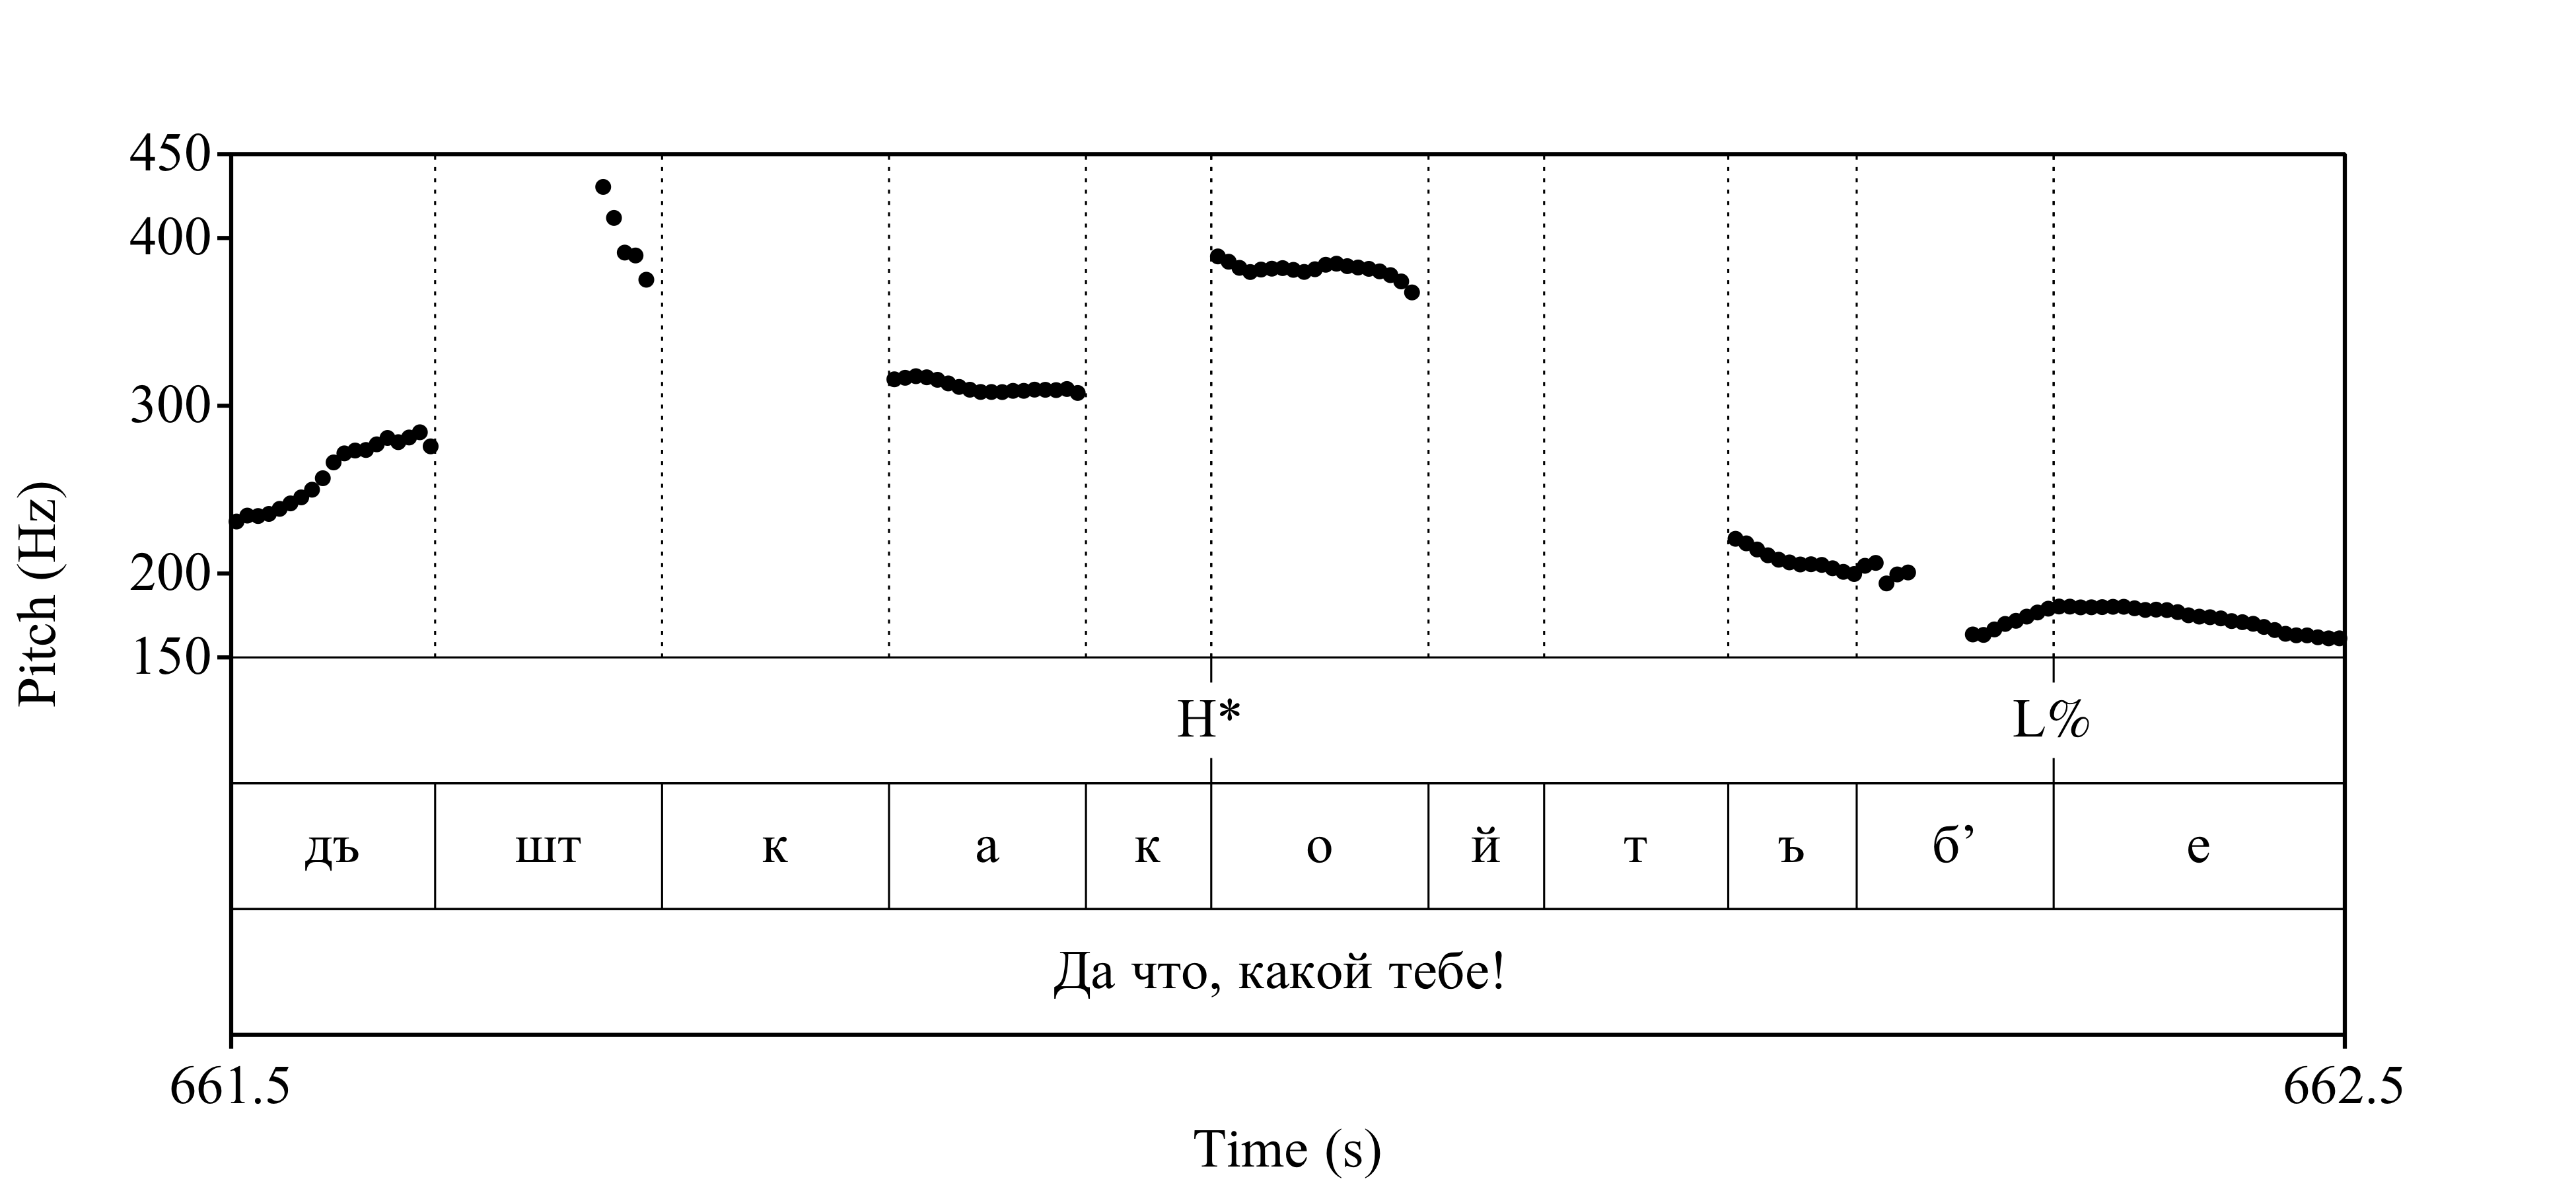 450
400
300
200
150
Pitch (Hz)
H* L%
дъ шт к а к о й т ъ б’ е
Да что, какой тебе!
661.5 662.5
Time (s)